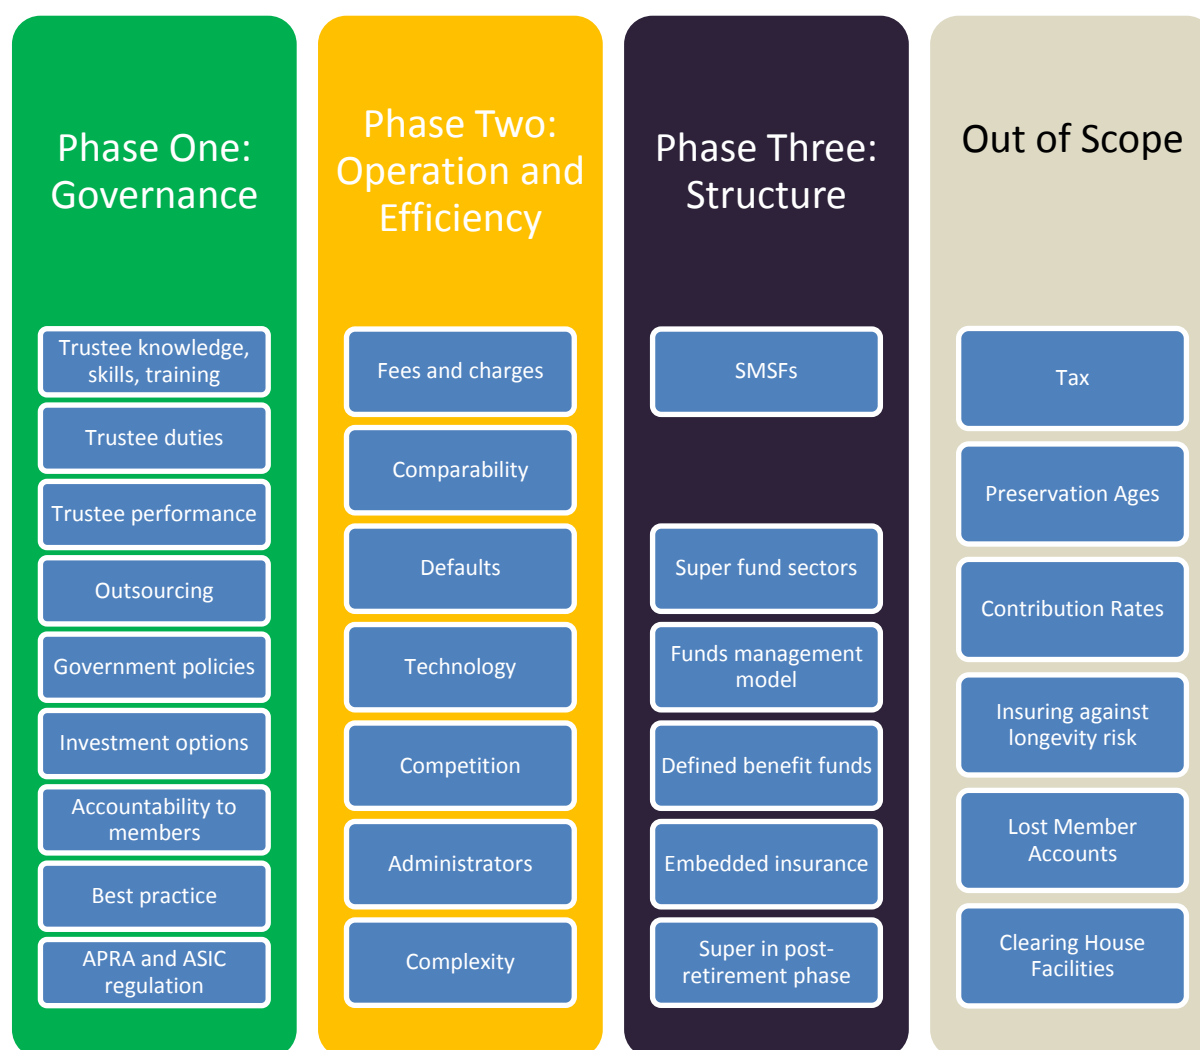 Phase One:
Governance
Trustee knowledge,
skills, training
Trustee duties
Trustee performance
Outsourcing
Government policies
Investment options
Accountability to
members
Best practice
APRA and ASIC
regulation
Phase Two:
Operation and
Efficiency
Fees and charges
Comparability
Defaults
Technology
Competition
Administrators
Complexity
Phase Three:
Structure
SMSFs
Super fund sectors
Funds management
model
Defined benefit funds
Embedded insurance
Super in post-
retirement phase
Out of Scope
Tax
Preservation Ages
Contribution Rates
Insuring against
longevity risk
Lost Member
Accounts
Clearing House
Facilities